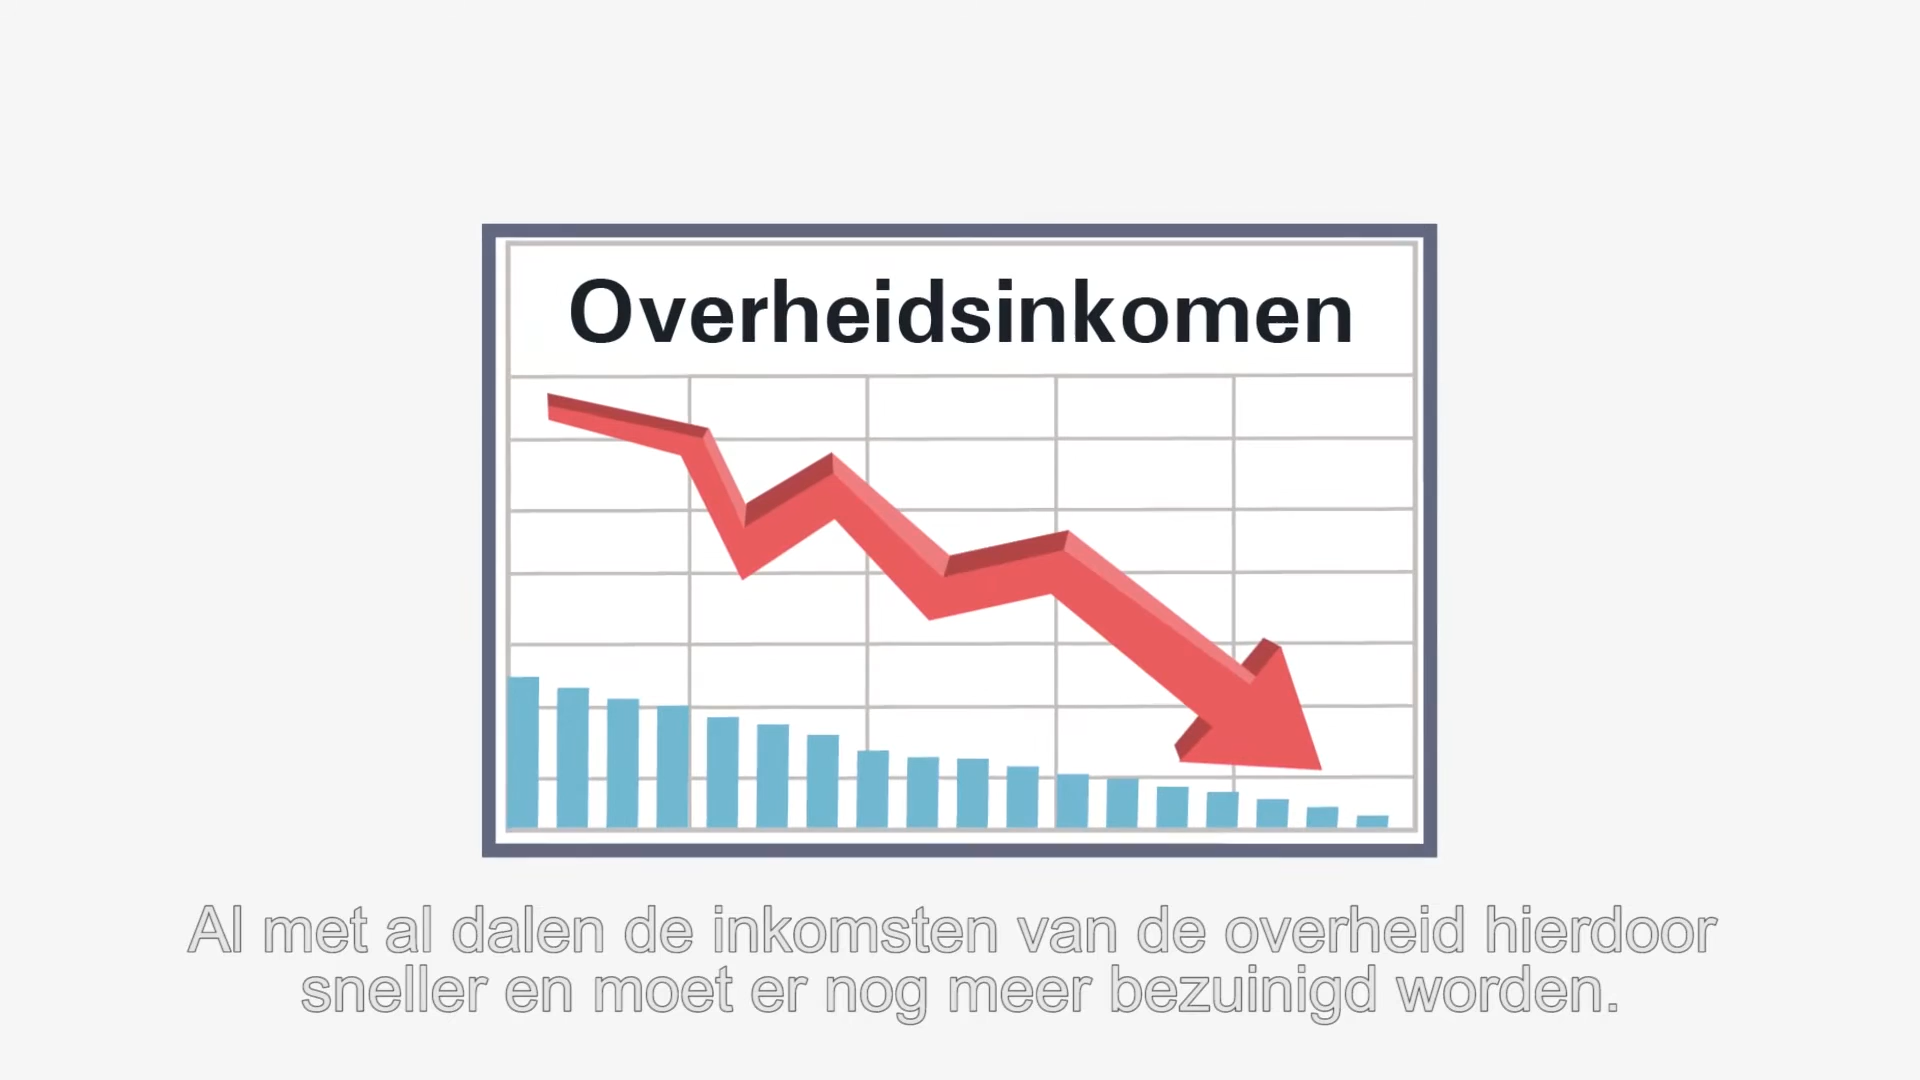 Overheidsinkomen
Al met al dalen de inkomsten van de overheid hierdoor
sneller en moet er nog meer bezuinigd worden.